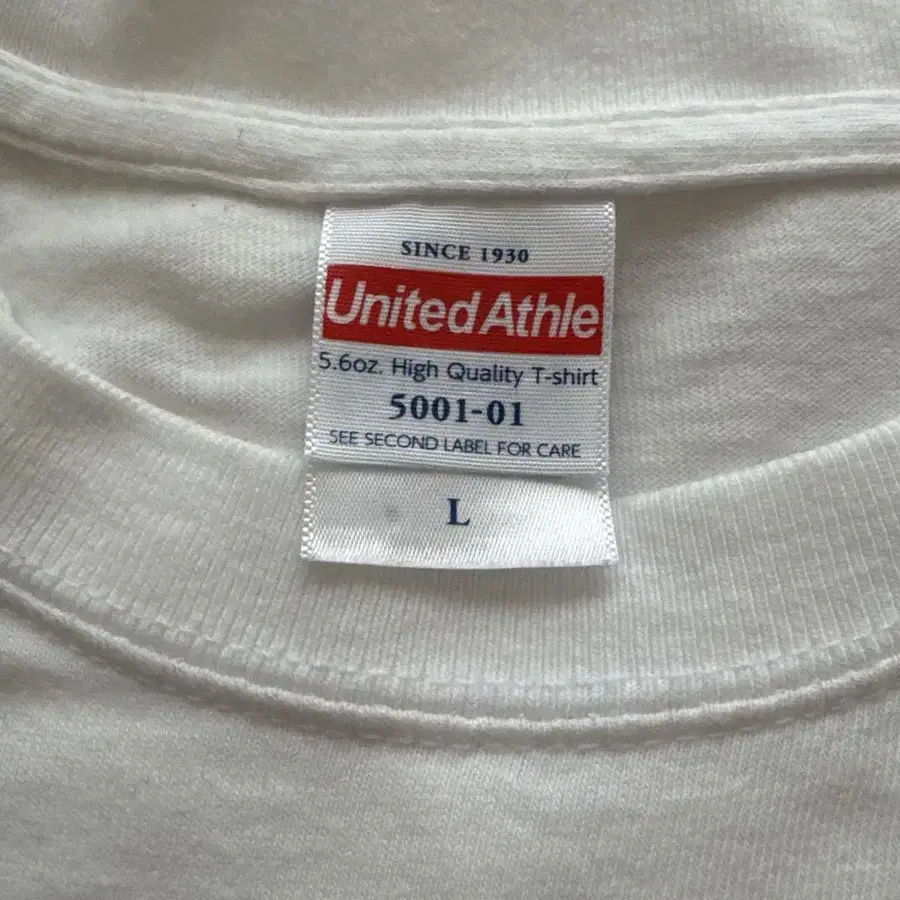 SINCE 1930
United Athle
5.6oz. High Quality T-shirt
5001-01
SEE SECOND LABEL FOR CARE
L